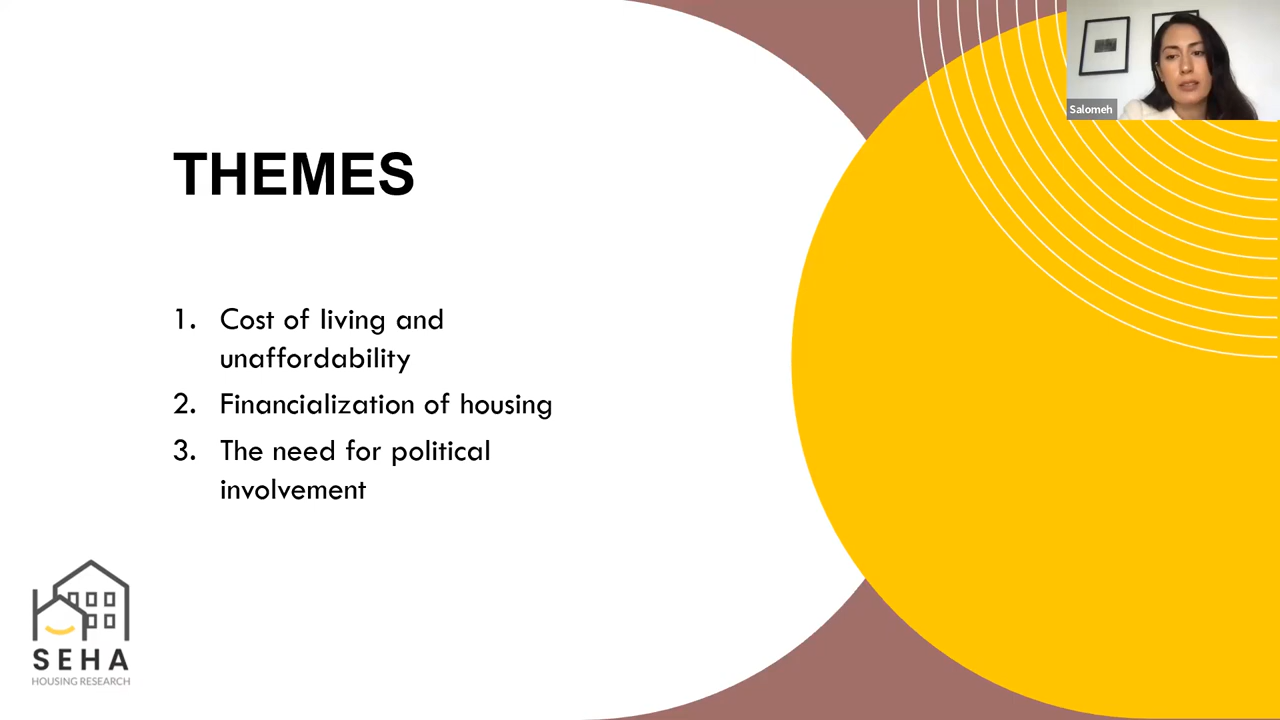 Salomeh
THEMES
1. Cost of living and
unaffordability
2. Financialization of housing
3. The need for political
involvement
SEHA
HOUSING RESEARCH